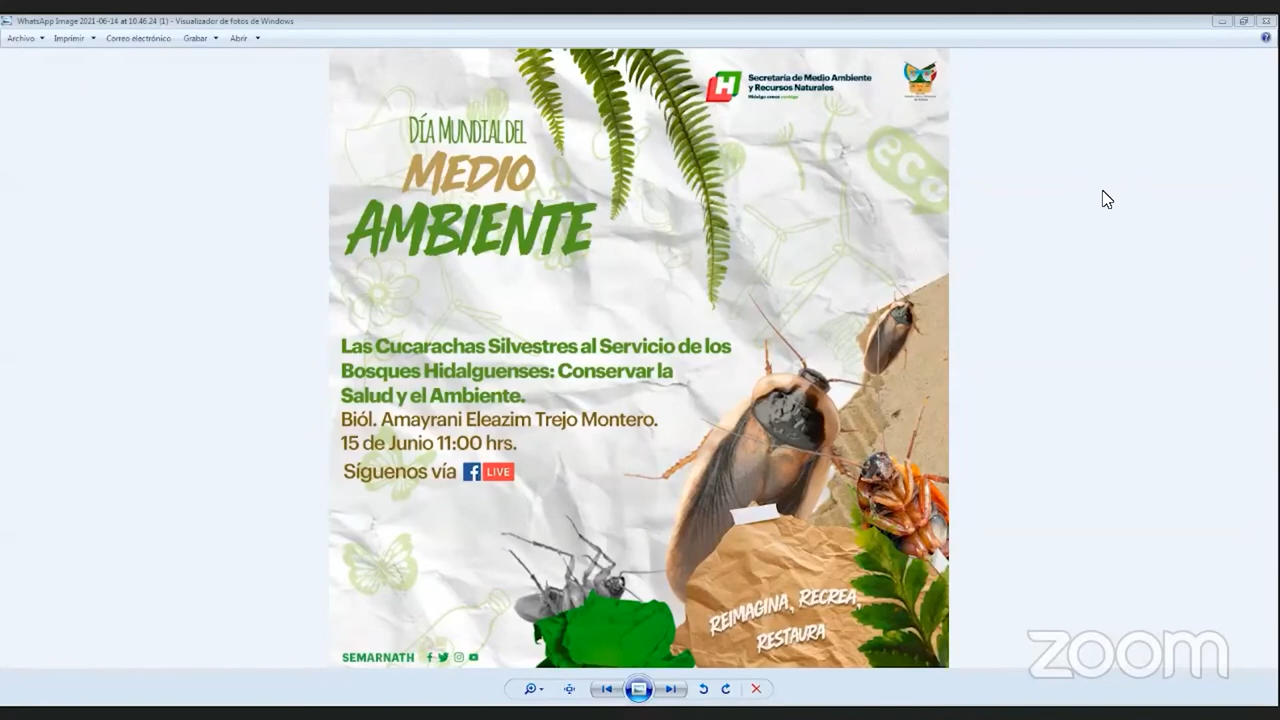 WhatsApp Image 2021-06-14 at 10.46.24 (1) - Visualizador de fotos de Windows
Archivo Imprimir Correo electrónico Grabar Abrir
Secretaría de Medio Ambiente
y Recursos Naturales
Hidalgo crece contigo
DÍA MUNDIAL DEL
MEDIO
AMBIENTE
eco
Las Cucarachas Silvestres al Servicio de los
Bosques Hidalguenses: Conservar la
Salud y el Ambiente.
Biól. Amayrani Eleazim Trejo Montero.
15 de Junio 11:00 hrs.
Síguenos vía f LIVE
REIMAGINA, RECREA,
RESTAURA
SEMARNATH
zoom